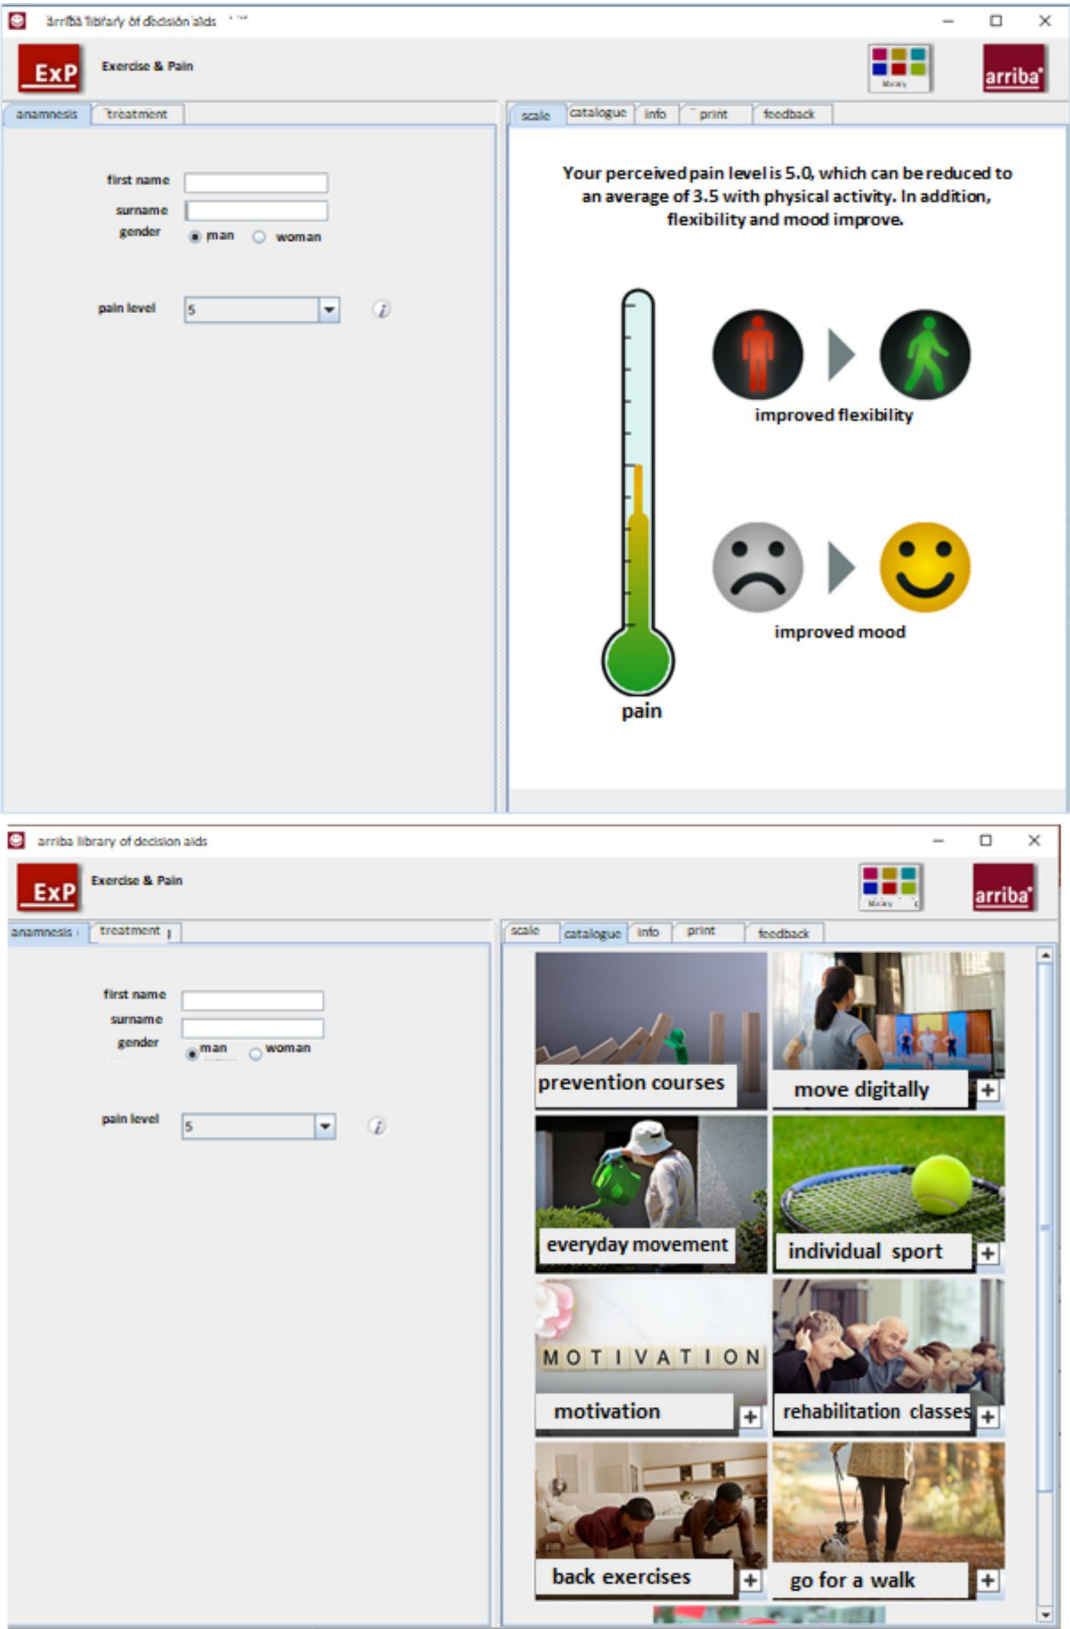 arriba library of decision aids
ExP
Exercise & Pain
library
arriba
anamnesis
treatment
scale
catalogue
info
print
feedback
first name
surname
gender
man
woman
pain level
5
i
Your perceived pain level is 5.0, which can be reduced to
an average of 3.5 with physical activity. In addition,
flexibility and mood improve.
improved flexibility
improved mood
pain
arriba library of decision aids
ExP
Exercise & Pain
library
arriba
anamnesis
treatment
scale
catalogue
info
print
feedback
first name
surname
gender
man
woman
pain level
5
i
prevention courses
move digitally
+
everyday movement
individual sport
+
MOTIVATION
motivation
+
rehabilitation classes
+
back exercises
+
go for a walk
+